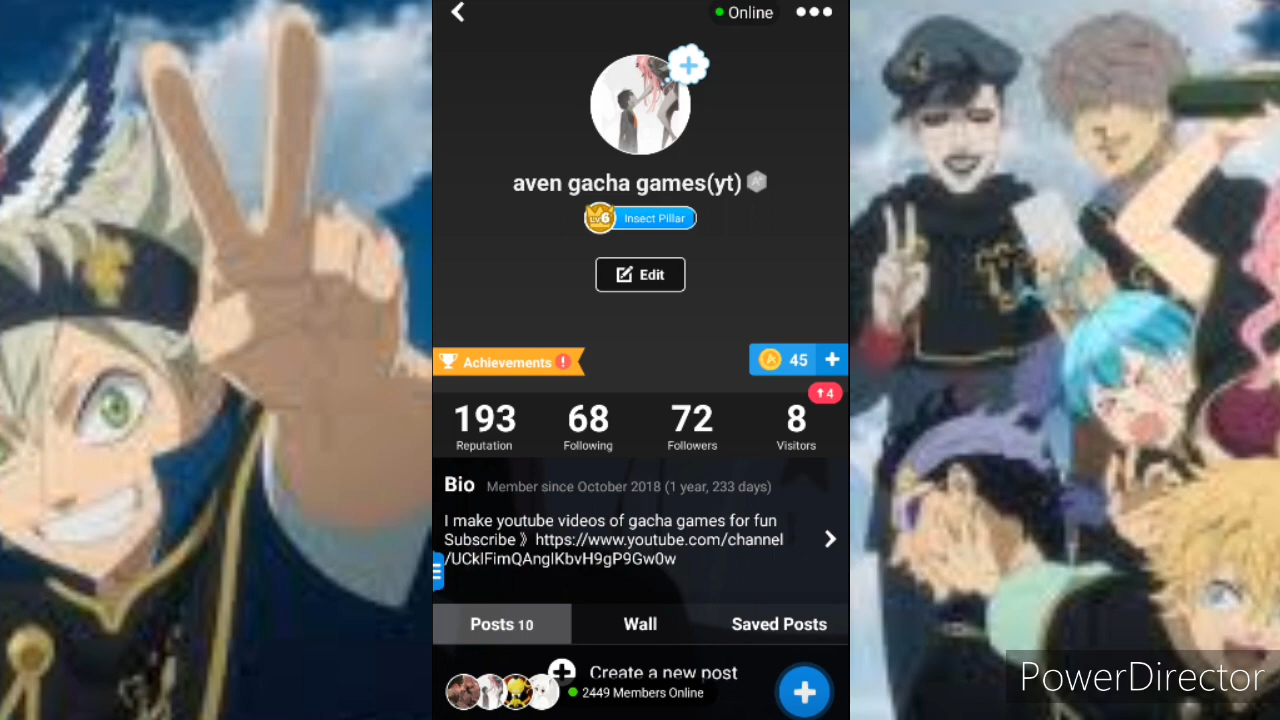 Online
aven gacha games(yt)
Lv6 Insect Pillar
Edit
Achievements !
45
4
193 68 72 8
Reputation Following Followers Visitors
Bio Member since October 2018 (1 year, 233 days)
I make youtube videos of gacha games for fun
Subscribe 》https://www.youtube.com/channel
/UCklFimQAnglKbvH9gP9Gw0w
Posts 10 Wall Saved Posts
Create a new post
2449 Members Online
PowerDirector